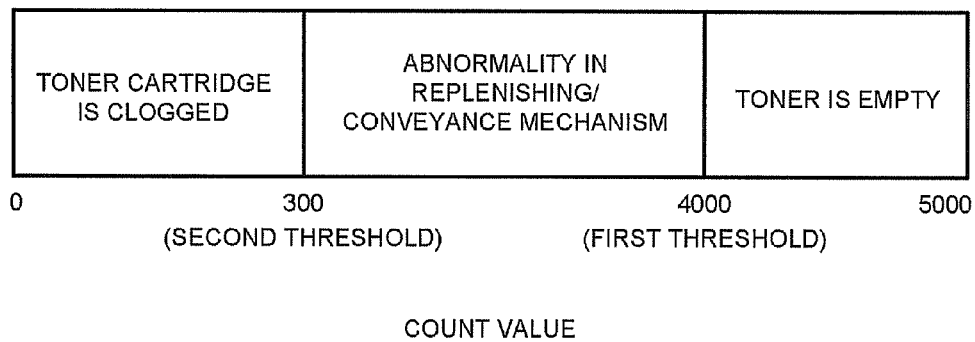 TONER CARTRIDGE
IS CLOGGED
ABNORMALITY IN
REPLENISHING/
CONVEYANCE MECHANISM
TONER IS EMPTY
0
300
4000
5000
(SECOND THRESHOLD)
(FIRST THRESHOLD)
COUNT VALUE